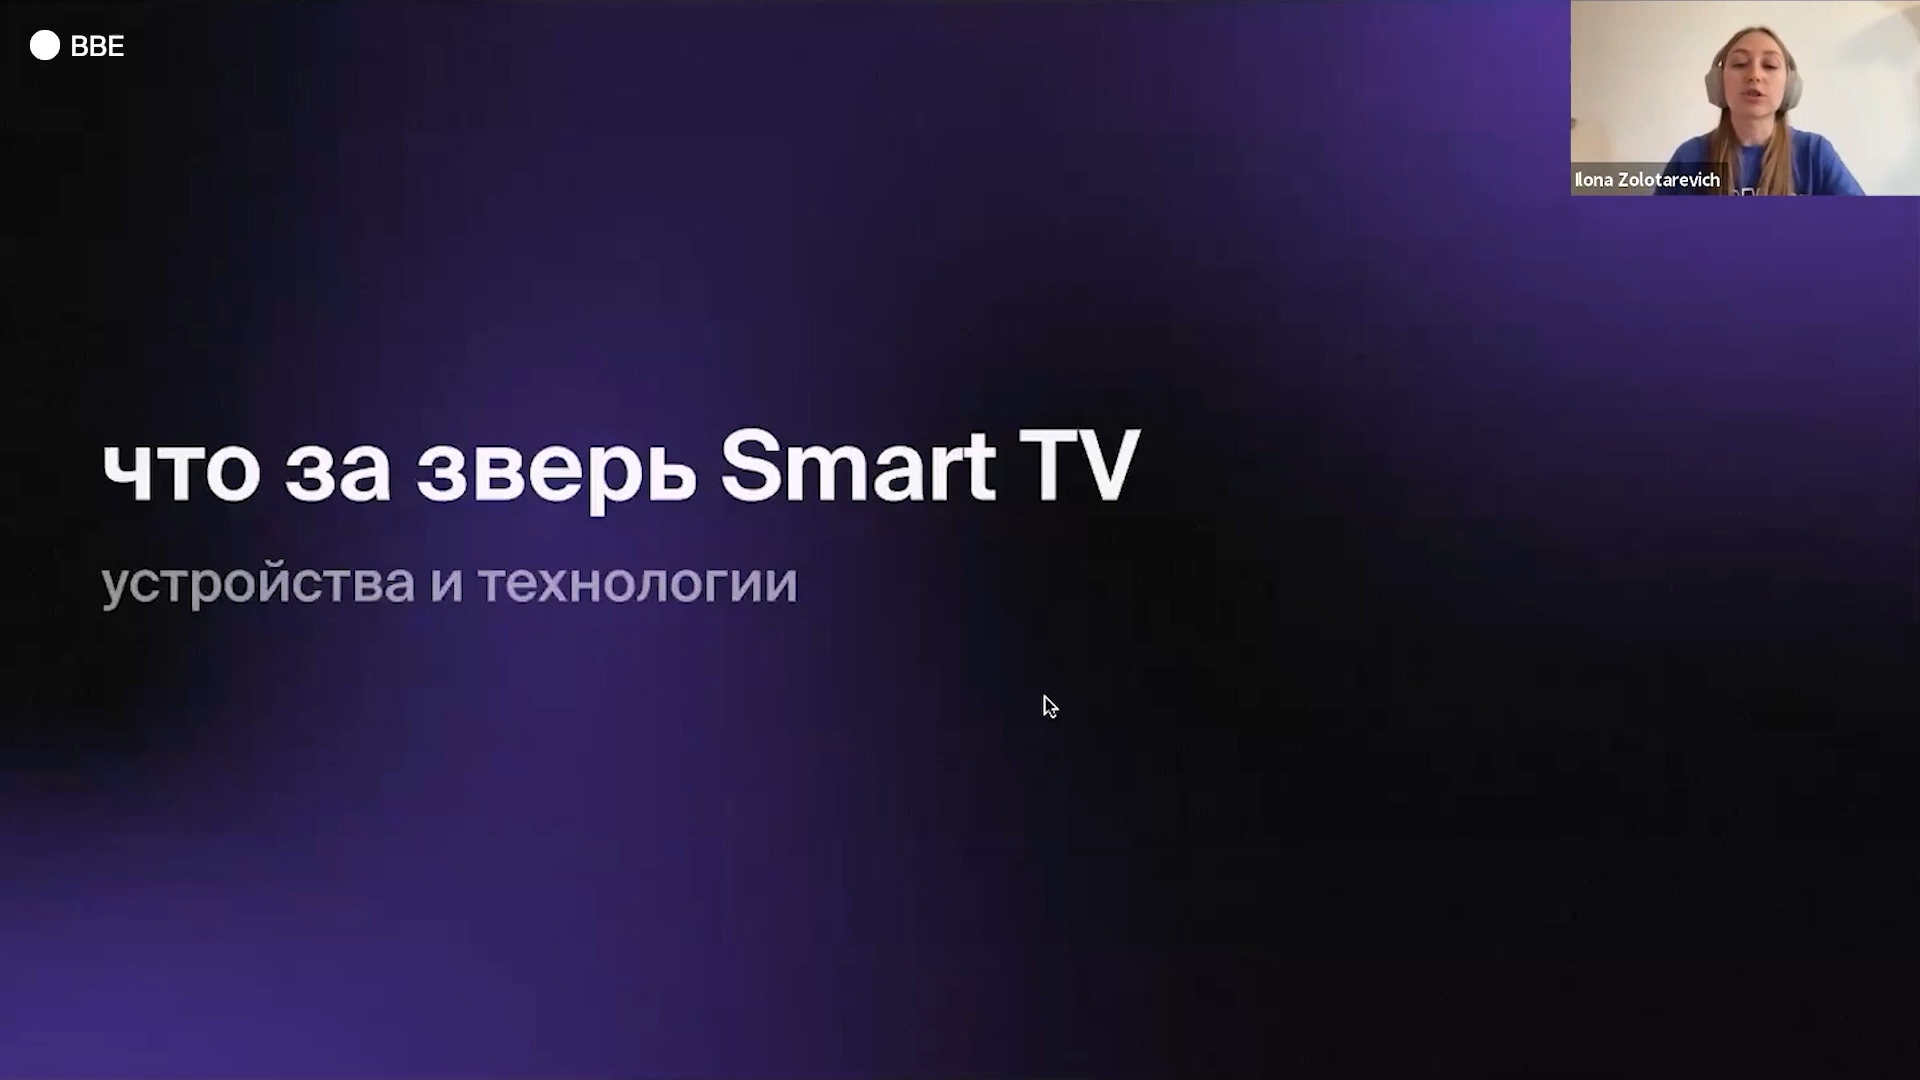 BBE
что за зверь Smart TV
устройства и технологии
Ilona Zolotarevich